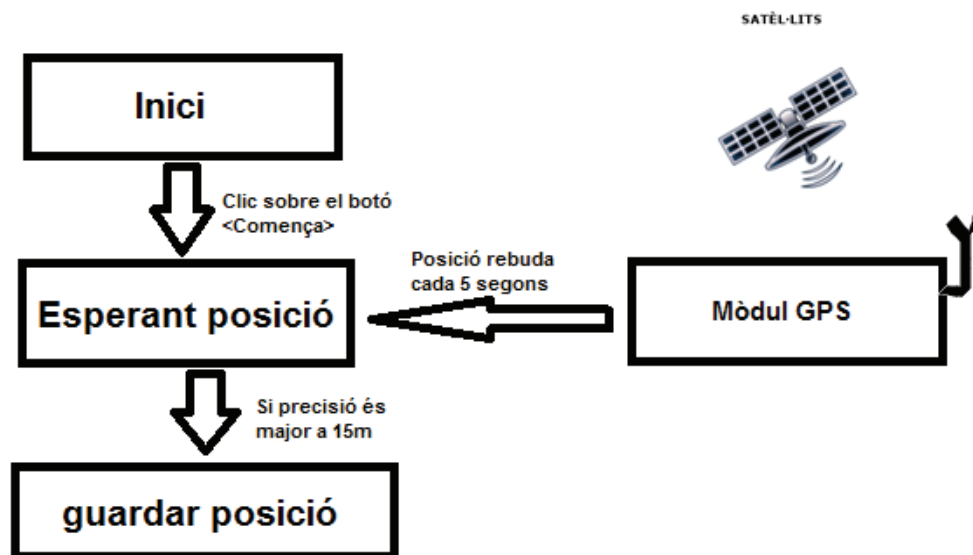 SATÈL·LITS
Inici
Clic sobre el botó
<Comença>
Posició rebuda
cada 5 segons
Esperant posició
Mòdul GPS
Si precisió és
major a 15m
guardar posició